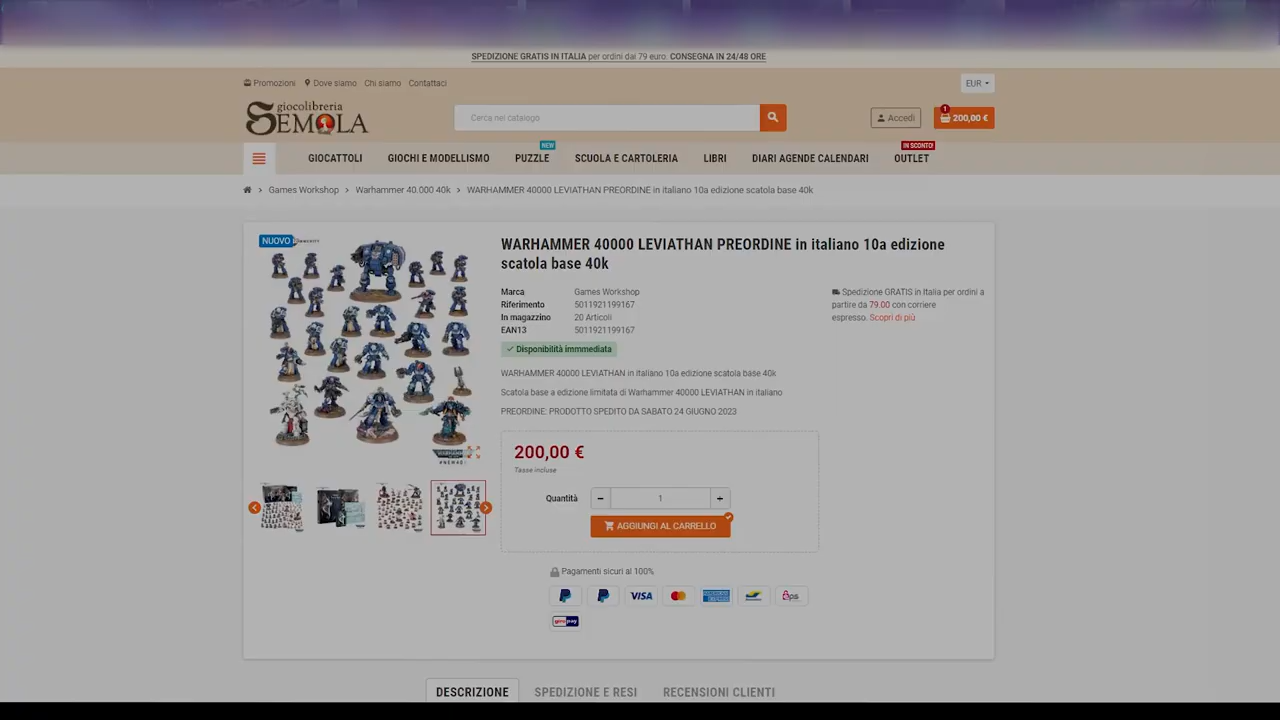 SPEDIZIONE GRATIS IN ITALIA per ordini dai 79 euro. CONSEGNA IN 24/48 ORE
Promozioni Dove siamo Chi siamo Contattaci
EUR
giocolibreria
SEMOLA
Cerca nel catalogo
Accedi
1
200,00 €
NEW
IN SCONTO!
GIOCATTOLI GIOCHI E MODELLISMO PUZZLE SCUOLA E CARTOLERIA LIBRI DIARI AGENDE CALENDARI OUTLET
Games Workshop Warhammer 40.000 40k WARHAMMER 40000 LEVIATHAN PREORDINE in italiano 10a edizione scatola base 40k
NUOVO
WARHAMMER 40000 LEVIATHAN PREORDINE in italiano 10a edizione
scatola base 40k
Marca Games Workshop
Riferimento 5011921199167
In magazzino 20 Articoli
EAN13 5011921199167
Spedizione GRATIS in Italia per ordini a
partire da 79.00 con corriere
espresso. Scopri di più
Disponibilità immmediata
WARHAMMER 40000 LEVIATHAN in italiano 10a edizione scatola base 40k
Scatola base a edizione limitata di Warhammer 40000 LEVIATHAN in italiano
PREORDINE: PRODOTTO SPEDITO DA SABATO 24 GIUGNO 2023
200,00 €
Tasse incluse
Quantità
1
AGGIUNGI AL CARRELLO
Pagamenti sicuri al 100%
VISA
DESCRIZIONE SPEDIZIONE E RESI RECENSIONI CLIENTI